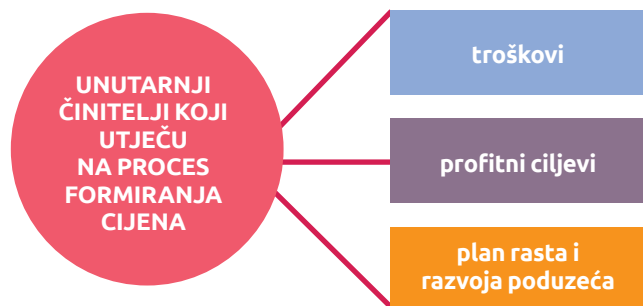 UNUTARNJI
ČINITELJI KOJI
UTJEČU
NA PROCES
FORMIRANJA
CIJENA
troškovi
profitni ciljevi
plan rasta i
razvoja poduzeća